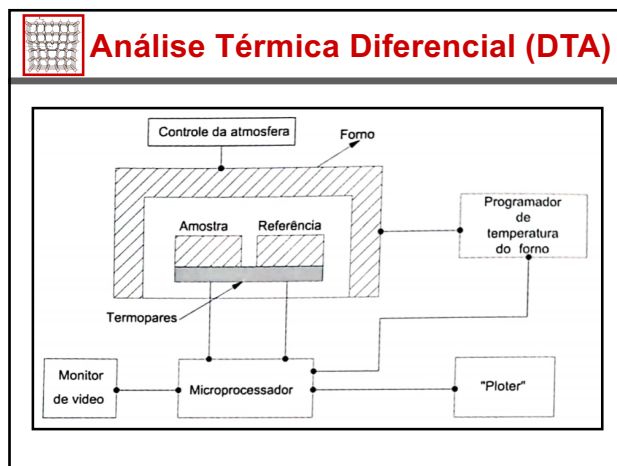 Análise Térmica Diferencial (DTA)
Controle da atmosfera
Forno
Amostra
Referência
Programador
de
temperatura
do forno
Termopares
Monitor
de video
Microprocessador
"Ploter"